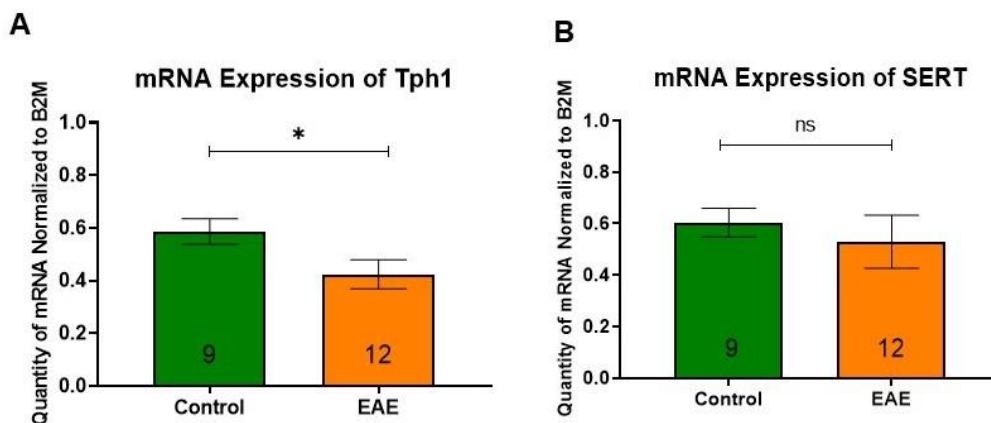 A
mRNA Expression of Tph1
Quantity of mRNA Normalized to B2M
1.0
0.8
0.6
0.4
0.2
0.0
*
9
12
Control
EAE
B
mRNA Expression of SERT
Quantity of mRNA Normalized to B2M
1.0
0.8
0.6
0.4
0.2
0.0
ns
9
12
Control
EAE